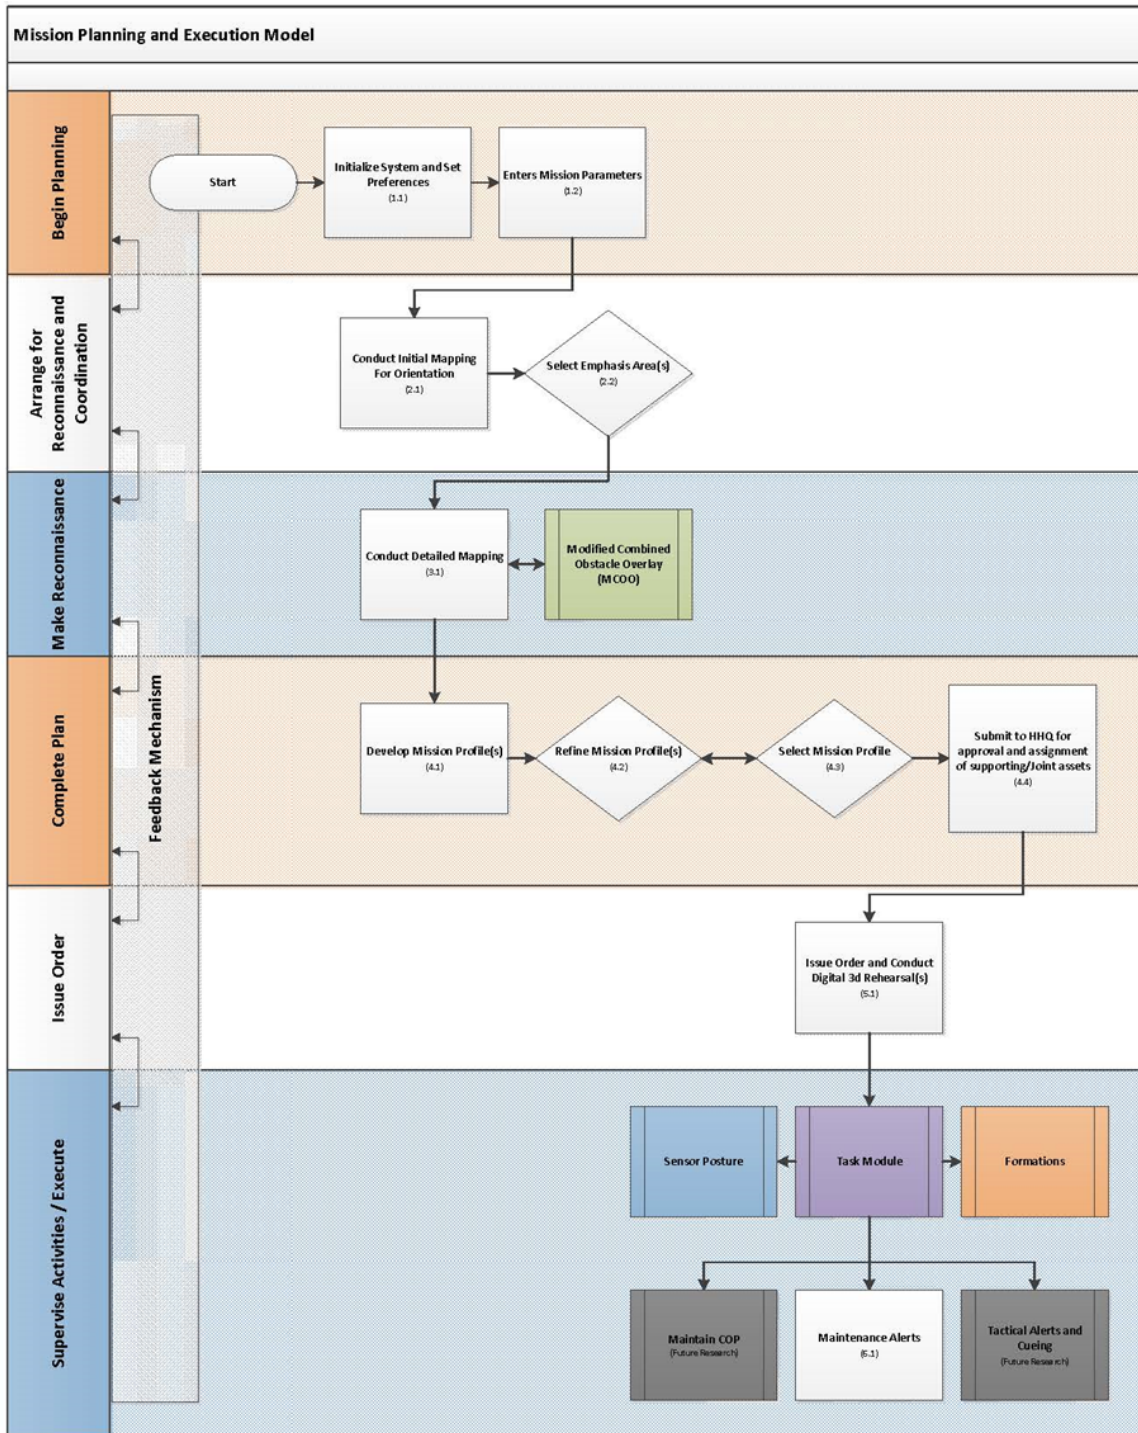 Mission Planning and Execution Model
Begin Planning
Start
Initialize System and Set
Preferences
(1.1)
Enters Mission Parameters
(1.2)
Arrange for
Reconnaissance and
Coordination
Conduct Initial Mapping
For Orientation
(2.1)
Select Emphasis Area(s)
(2.2)
Make Reconnaissance
Conduct Detailed Mapping
(3.1)
Modified Combined
Obstacle Overlay
(MCOO)
Complete Plan
Feedback Mechanism
Develop Mission Profile(s)
(4.1)
Refine Mission Profile(s)
(4.2)
Select Mission Profile
(4.3)
Submit to HHQ for
approval and assignment
of supporting/Joint assets
(4.4)
Issue Order
Issue Order and Conduct
Digital 3d Rehearsal(s)
(5.1)
Supervise Activities / Execute
Sensor Posture
Task Module
Formations
Maintain COP
(Future Research)
Maintenance Alerts
(6.1)
Tactical Alerts and
Cueing
(Future Research)